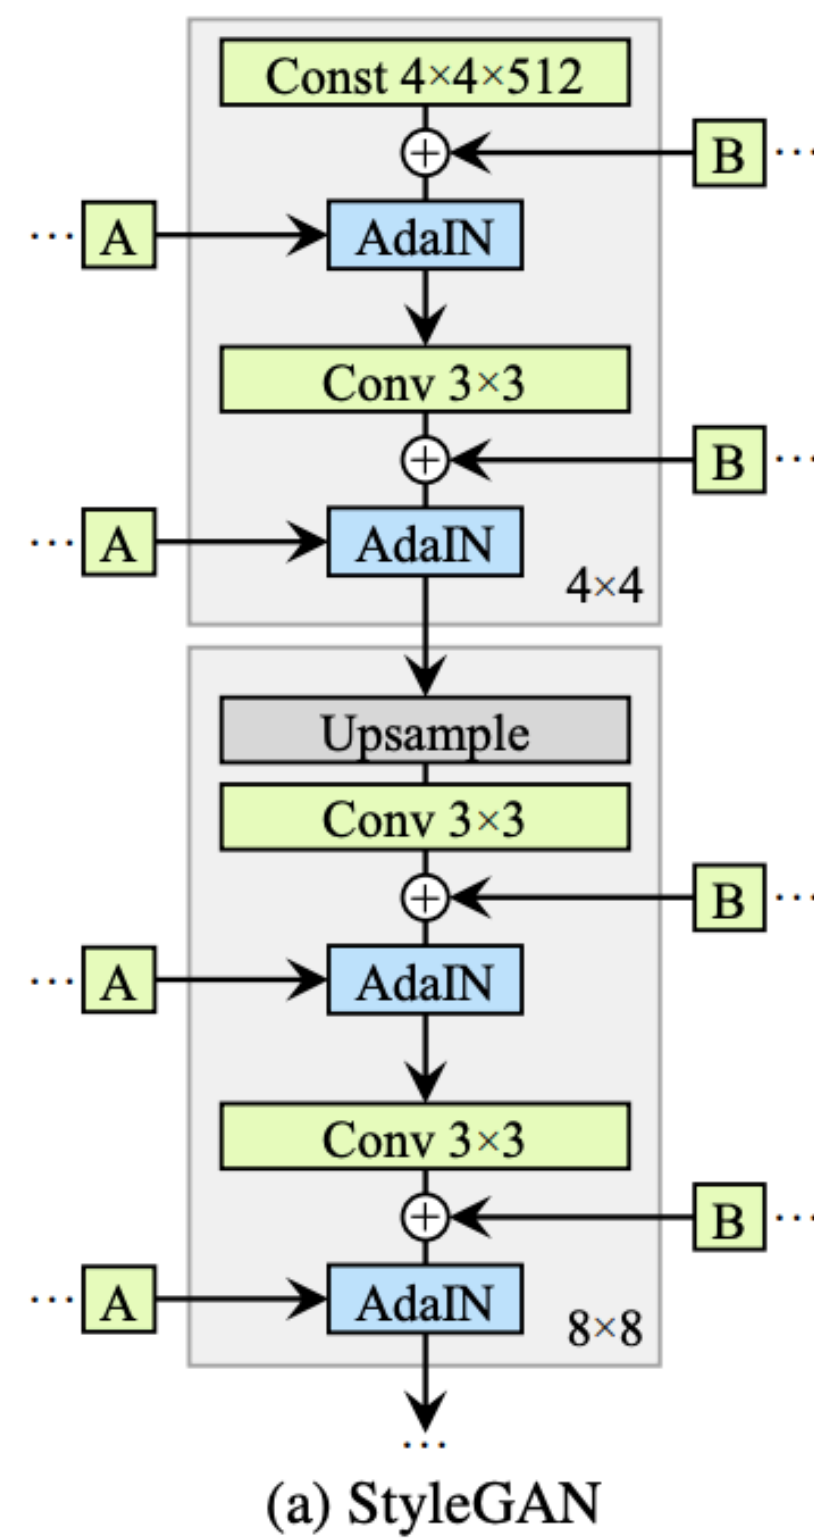 Const 4×4×512
B ...
... A
AdaIN
Conv 3×3
B ...
... A
AdaIN
4×4
Upsample
Conv 3×3
B ...
... A
AdaIN
Conv 3×3
B ...
... A
AdaIN
8×8
...
(a) StyleGAN